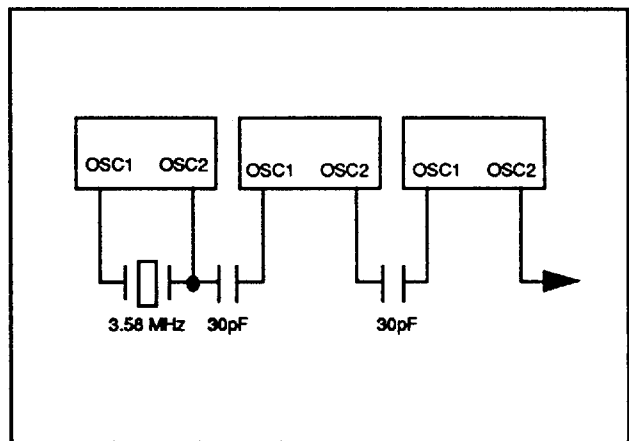 OSC1 OSC2 OSC1 OSC2 OSC1 OSC2
3.58 MHz 30pF 30pF